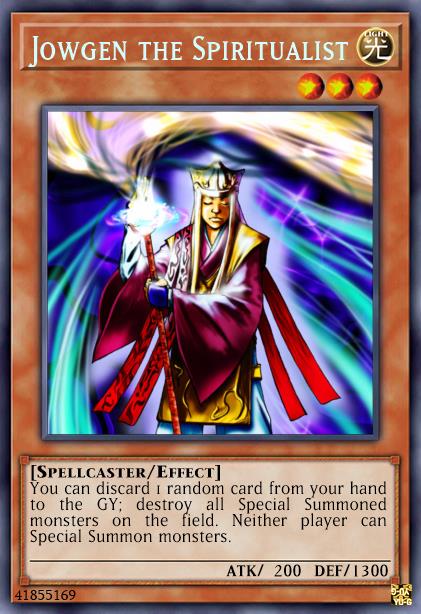 JOWGEN THE SPIRITUALIST
LIGHT
光
[SPELLCASTER/EFFECT]
You can discard 1 random card from your hand
to the GY; destroy all Special Summoned
monsters on the field. Neither player can
Special Summon monsters.
ATK/ 200 DEF/1300
41855169